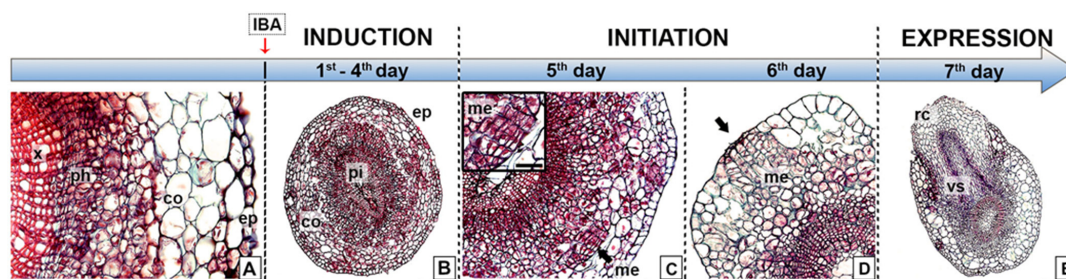 IBA
INDUCTION
INITIATION
EXPRESSION
1st - 4th day
5th day
6th day
7th day
x
ph
co
ep
A
ep
pi
co
B
me
me
C
me
D
rc
vs
E